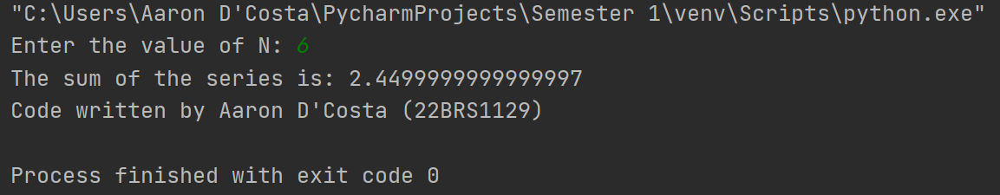 "C:\Users\Aaron D'Costa\PycharmProjects\Semester 1\venv\Scripts\python.exe"
Enter the value of N: 6
The sum of the series is: 2.4499999999999997
Code written by Aaron D'Costa (22BRS1129)
Process finished with exit code 0